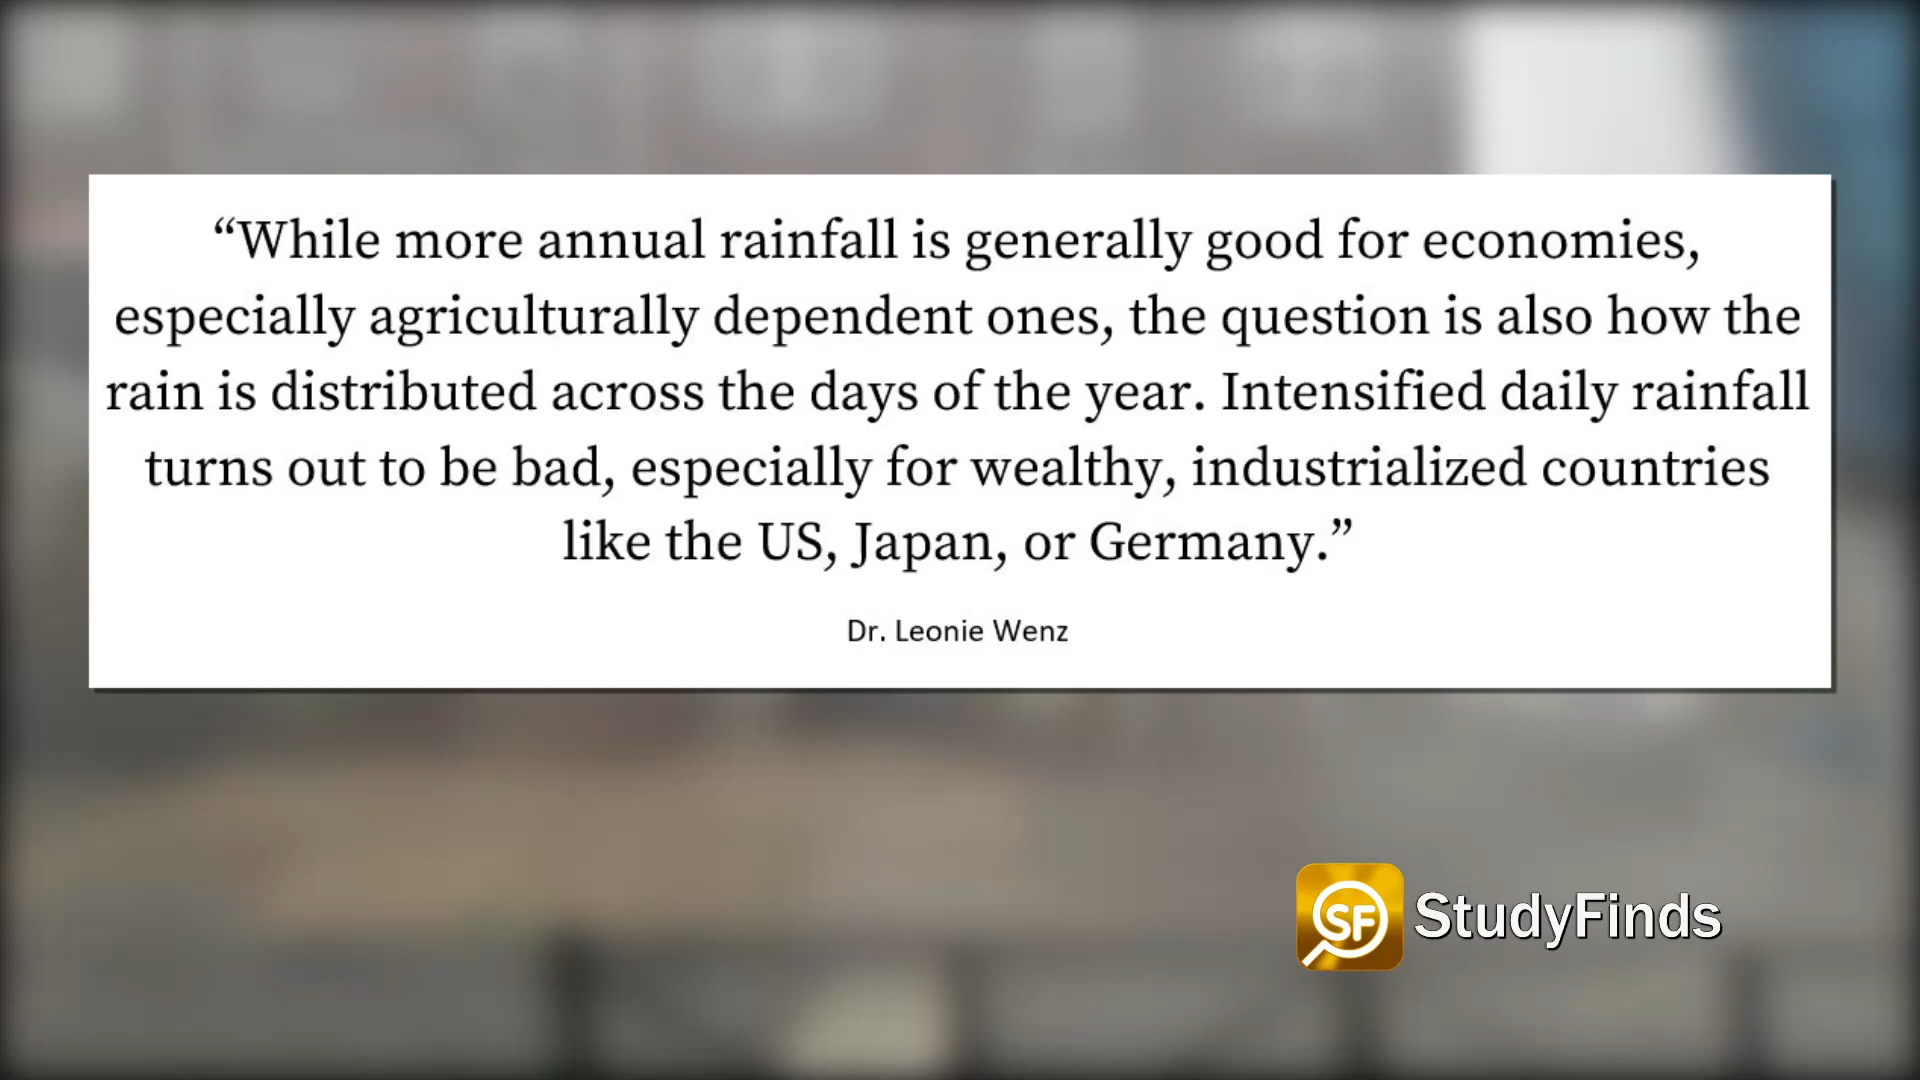 “While more annual rainfall is generally good for economies,
especially agriculturally dependent ones, the question is also how the
rain is distributed across the days of the year. Intensified daily rainfall
turns out to be bad, especially for wealthy, industrialized countries
like the US, Japan, or Germany.”
Dr. Leonie Wenz
SF StudyFinds